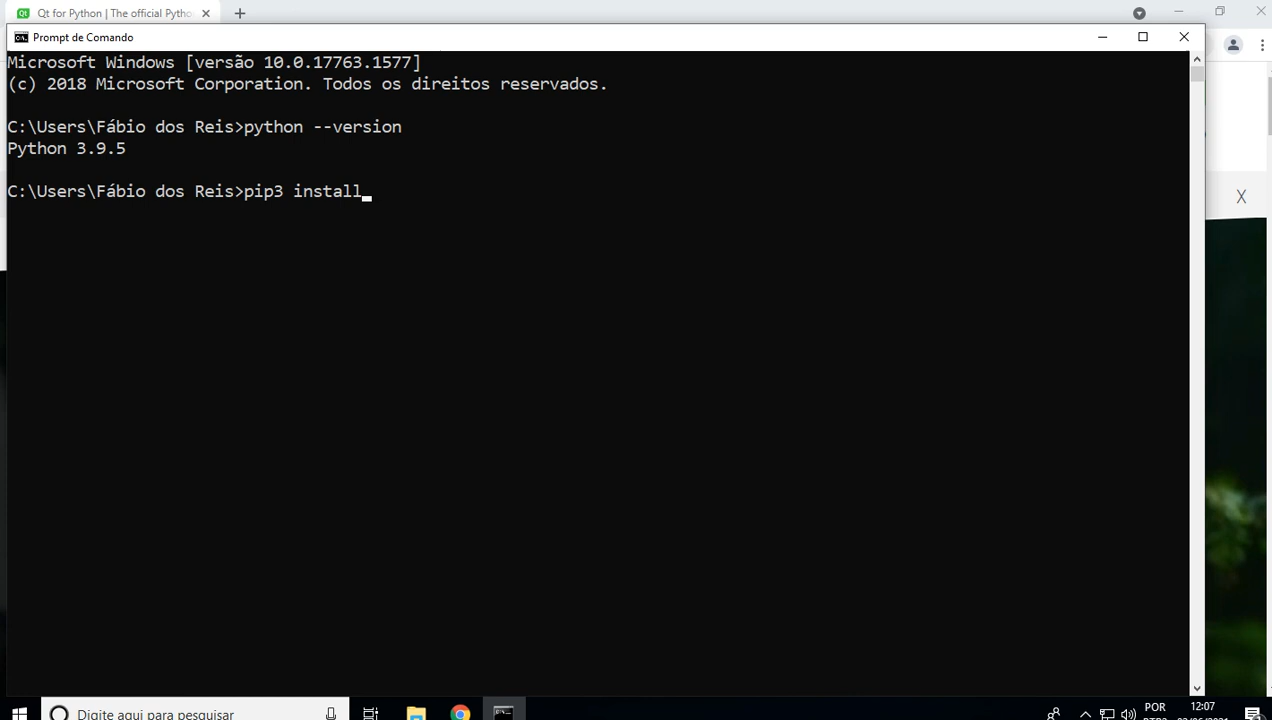 Qt for Python | The official Pytho
Prompt de Comando
Microsoft Windows [versão 10.0.17763.1577]
(c) 2018 Microsoft Corporation. Todos os direitos reservados.
C:\Users\Fábio dos Reis>python --version
Python 3.9.5
C:\Users\Fábio dos Reis>pip3 install
Digite aqui para pesquisar
POR
12:07